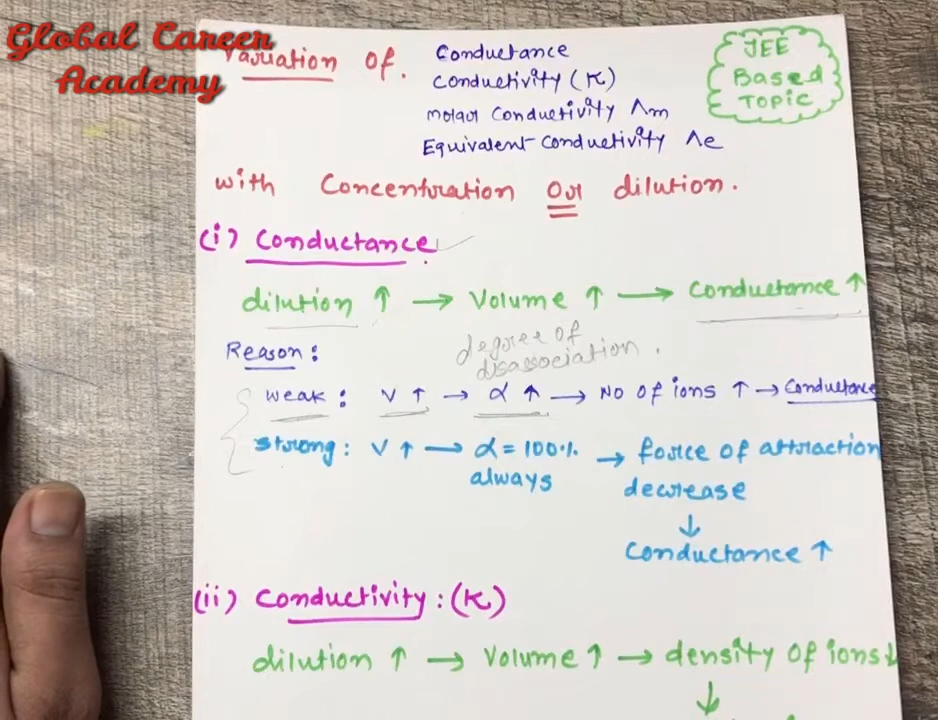 Global Career
Academy
Variation of.
Conductance
Conductivity (K)
molar Conductivity Λm
Equivalent Conductivity Λe
JEE
Based
TOPIC
with Concentration Or dilution.
(i) Conductance
dilution ↑ → Volume ↑ → Conductance ↑
degree of
disassociation.
Reason:
weak: V ↑ → α ↑ → No of ions ↑ → Conductance
strong: V ↑ → α = 100% → force of attraction
always decrease
↓
Conductance ↑
(ii) Conductivity: (K)
dilution ↑ → Volume ↑ → density of ions ↓
↓